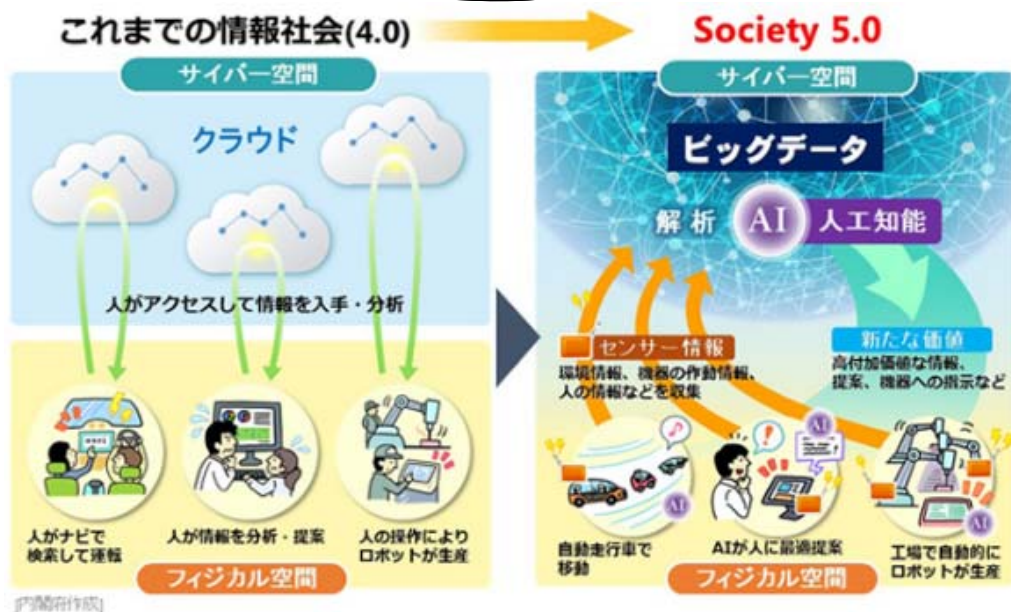 これまでの情報社会(4.0)
Society 5.0
サイバー空間
クラウド
人がアクセスして情報を入手・分析
人がナビで
検索して運転
人が情報を分析・提案
人の操作により
ロボットが生産
フィジカル空間
サイバー空間
ビッグデータ
解析 AI 人工知能
センサー情報
環境情報、機器の作動情報、
人の情報などを収集
新たな価値
高付加価値な情報、
提案、機器への指示など
AI
AI
AI
自動走行車で
移動
AIが人に最適提案
工場で自動的に
ロボットが生産
フィジカル空間
[内閣府作成]